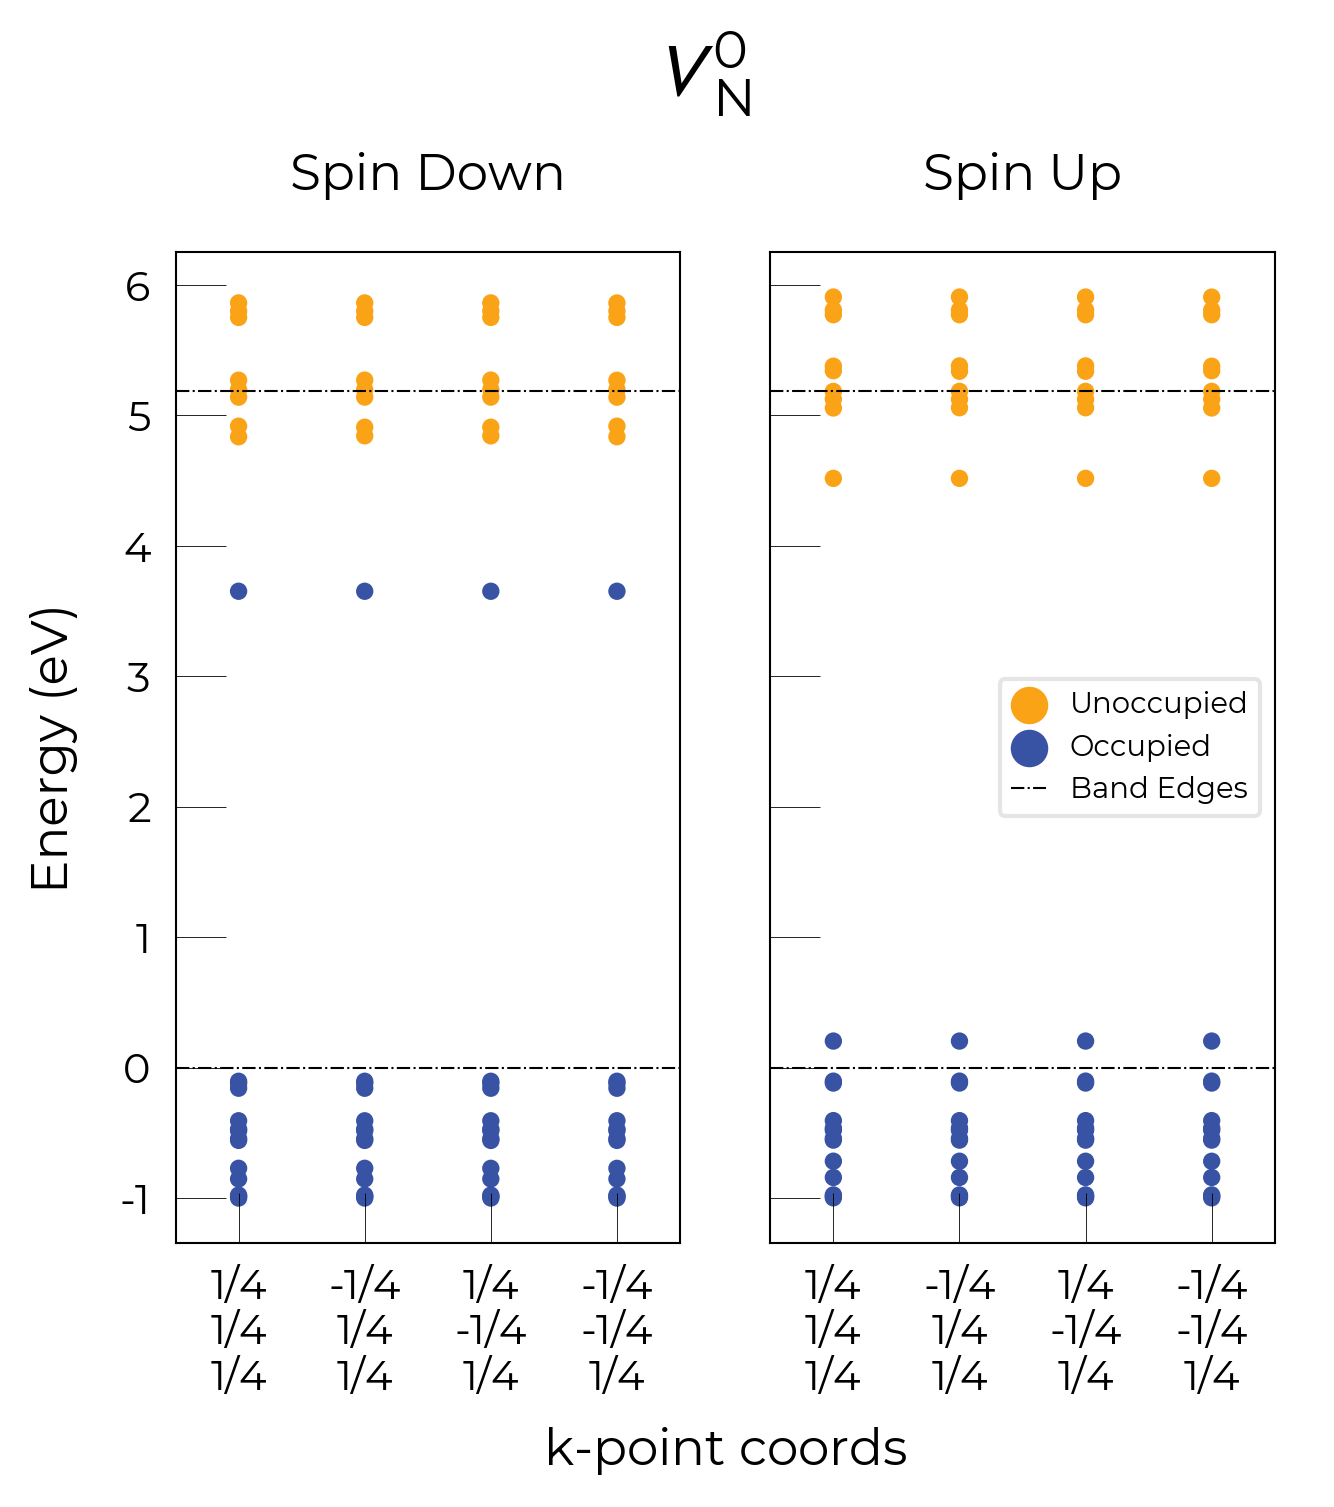 V⁰
N
Spin Down
Spin Up
Energy (eV)
6
5
4
3
2
1
0
-1
Unoccupied
Occupied
Band Edges
1/4 -1/4 1/4 -1/4 1/4 -1/4 1/4 -1/4
1/4 1/4 -1/4 -1/4 1/4 1/4 -1/4 -1/4
1/4 1/4 1/4 1/4 1/4 1/4 1/4 1/4
k-point coords